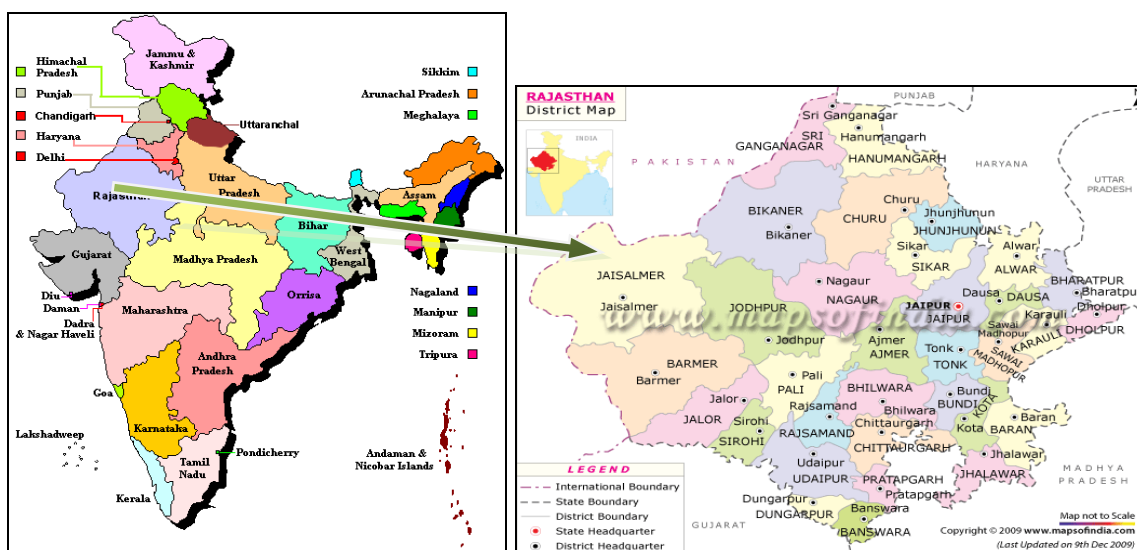 Jammu &
Kashmir
Himachal
Pradesh
Punjab
Chandigarh
Haryana
Delhi
Uttaranchal
Sikkim
Arunachal Pradesh
Meghalaya
Rajasthan
Uttar
Pradesh
Assam
Bihar
Gujarat
Madhya Pradesh
West
Bengal
Diu
Daman
Dadra
& Nagar Haveli
Maharashtra
Orrisa
Nagaland
Manipur
Mizoram
Tripura
Andhra
Pradesh
Goa
Karnataka
Lakshadweep
Pondicherry
Andaman &
Nicobar Islands
Tamil
Nadu
Kerala
RAJASTHAN
District Map
INDIA
PUNJAB
PAKISTAN
HARYANA
UTTAR
PRADESH
Sri Ganganagar
SRI
GANGANAGAR
Hanumangarh
HANUMANGARH
BIKANER
Bikaner
Churu
CHURU
Jhunjhunun
JHUNJHUNUN
Sikar
SIKAR
Alwar
ALWAR
JAISALMER
Jaisalmer
JODHPUR
Jodhpur
Nagaur
NAGAUR
JAIPUR
JAIPUR
Dausa
DAUSA
BHARATPUR
Bharatpur
Dholpur
DHOLPUR
Karauli
KARAULI
www.mapsofindia.com
Sawai
Madhopur
SAWAI
MADHOPUR
Ajmer
AJMER
Tonk
TONK
BARMER
Barmer
Pali
PALI
Jalor
JALOR
Sirohi
SIROHI
Rajsamand
RAJSAMAND
BHILWARA
Bhilwara
Bundi
BUNDI
KOTA
Kota
Baran
BARAN
Chittaurgarh
CHITTAURGARH
Jhalawar
JHALAWAR
Udaipur
UDAIPUR
PRATAPGARH
Pratapgarh
Dungarpur
DUNGARPUR
Banswara
BANSWARA
GUJARAT
MADHYA
PRADESH
LEGEND
International Boundary
State Boundary
District Boundary
State Headquarter
District Headquarter
Map not to Scale
Copyright © 2009 www.mapsofindia.com
(Last Updated on 9th Dec 2009)